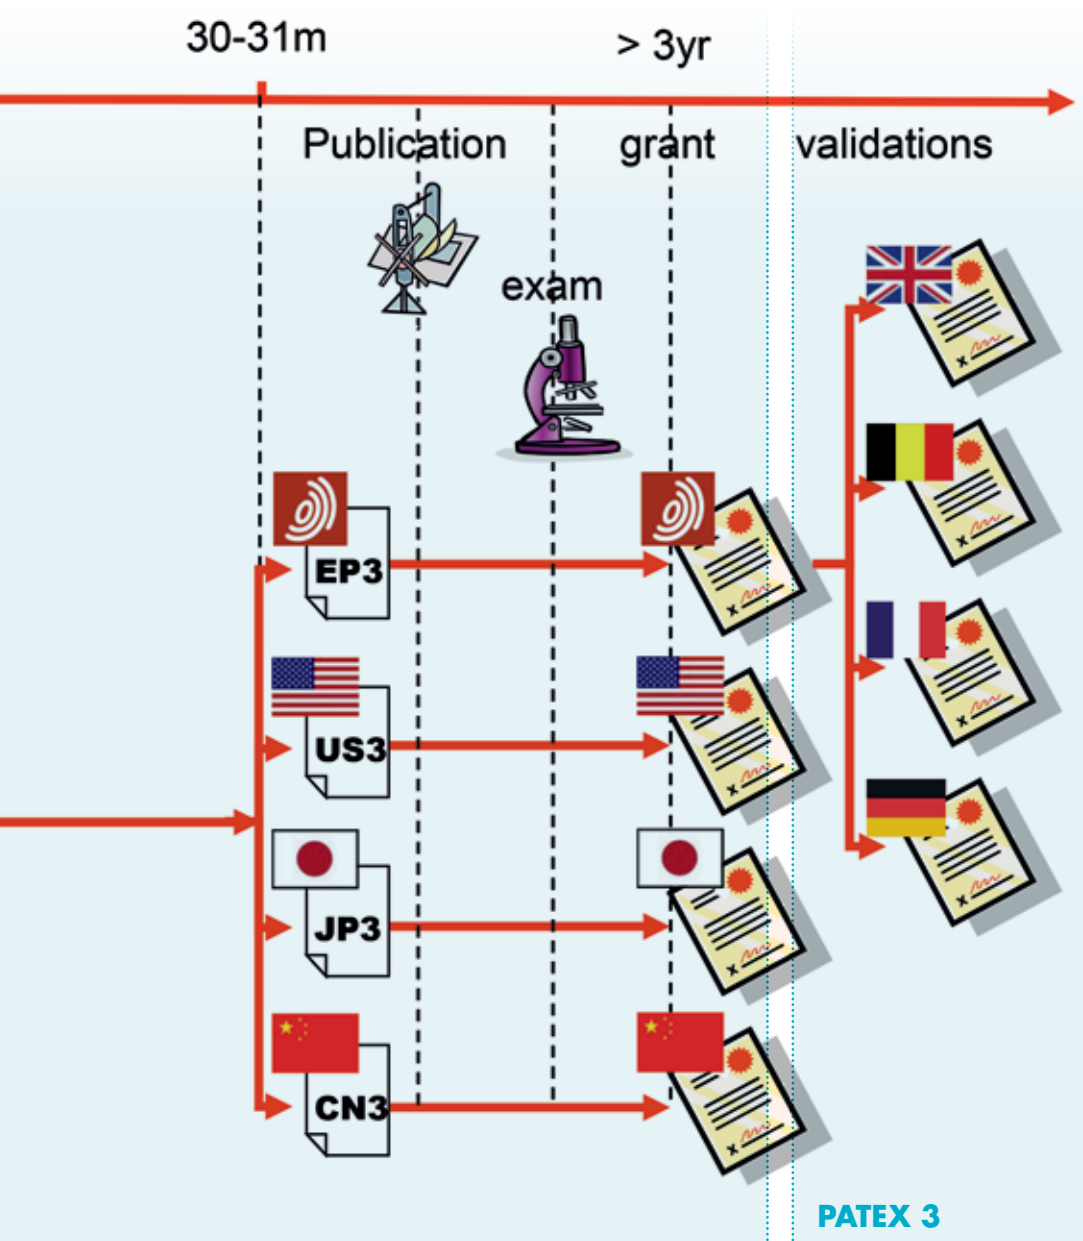 30-31m
> 3yr
Publication
grant
validations
exam
EP3
US3
JP3
CN3
PATEX 3